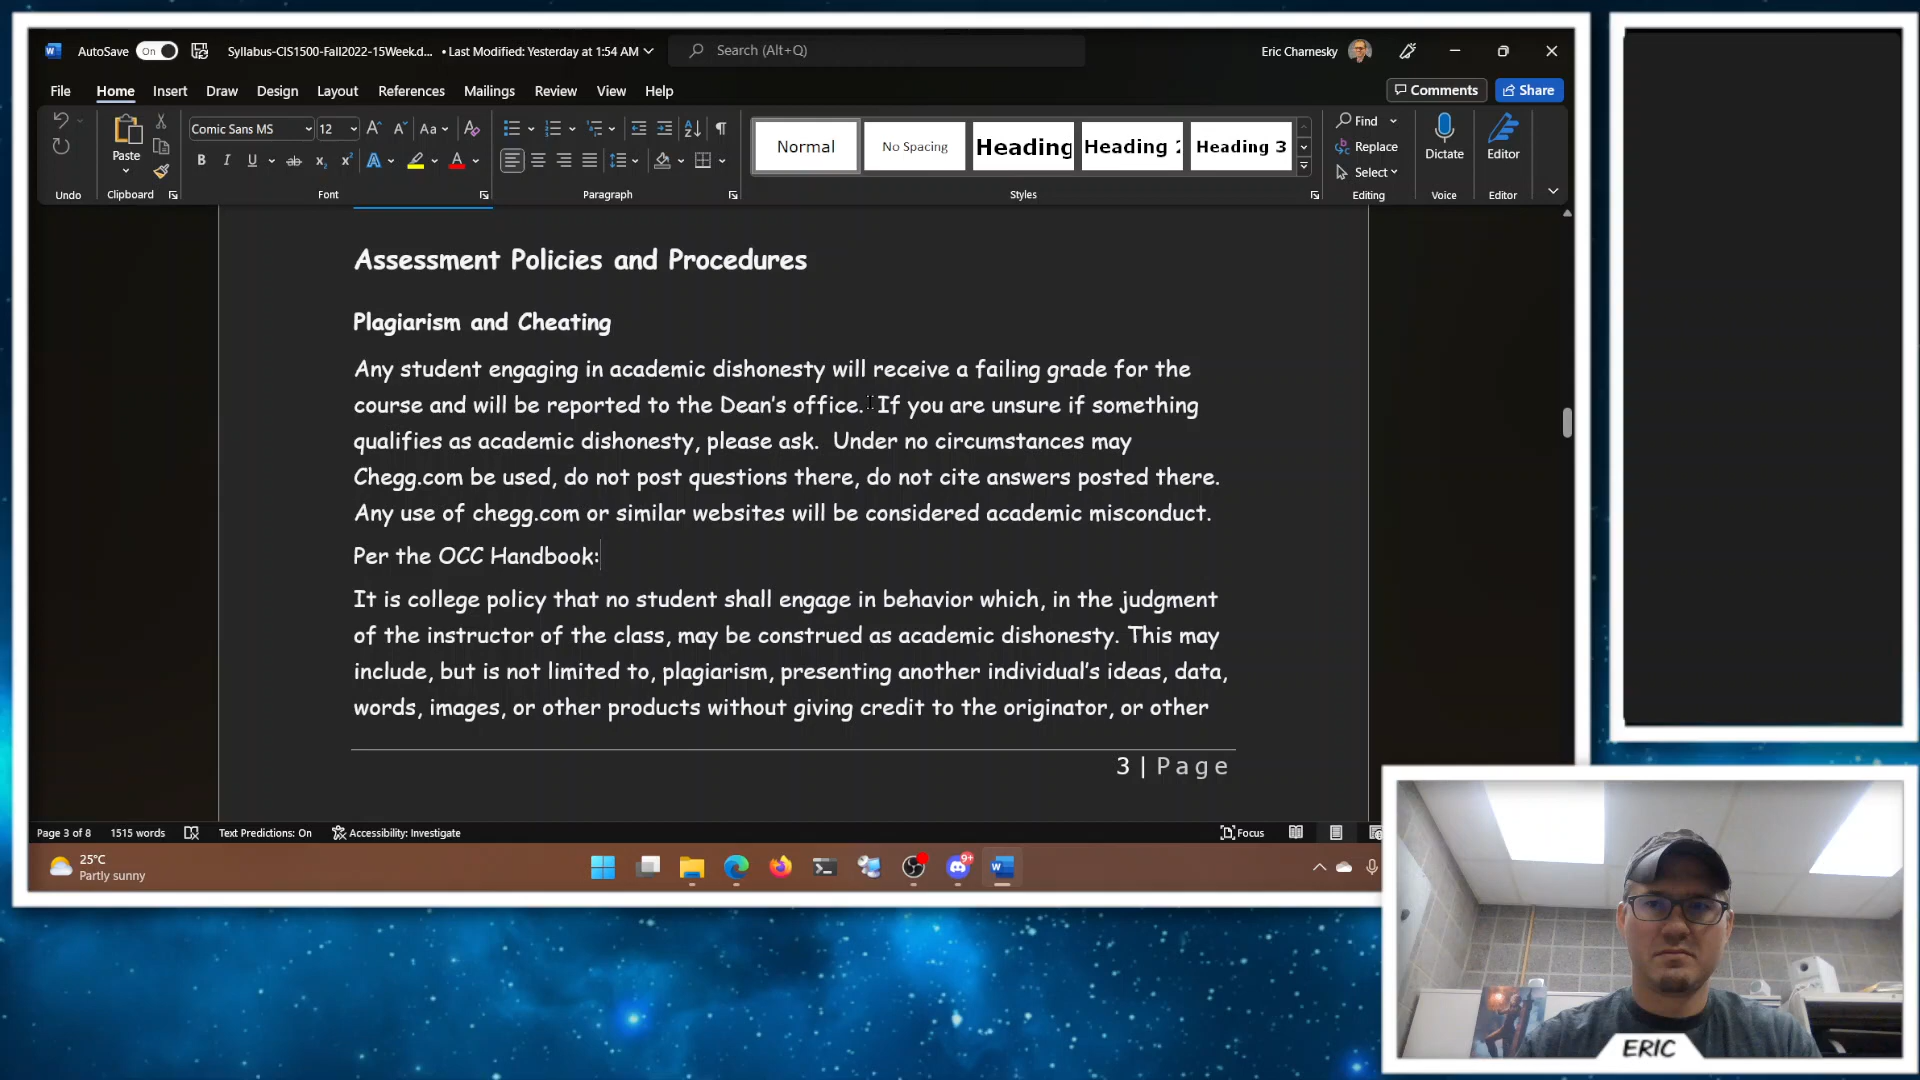 AutoSave On Syllabus-CIS1500-Fall2022-15Week.d... • Last Modified: Yesterday at 1:54 AM Search (Alt+Q) Eric Charnesky
File Home Insert Draw Design Layout References Mailings Review View Help Comments Share
Comic Sans MS 12 Aa
Paste
Normal No Spacing Heading Heading 2 Heading 3
Find
Replace
Select
Dictate Editor
Undo Clipboard Font Paragraph Styles Editing Voice Editor
Assessment Policies and Procedures
Plagiarism and Cheating
Any student engaging in academic dishonesty will receive a failing grade for the
course and will be reported to the Dean's office.  If you are unsure if something
qualifies as academic dishonesty, please ask.  Under no circumstances may
Chegg.com be used, do not post questions there, do not cite answers posted there.
Any use of chegg.com or similar websites will be considered academic misconduct.
Per the OCC Handbook:
It is college policy that no student shall engage in behavior which, in the judgment
of the instructor of the class, may be construed as academic dishonesty. This may
include, but is not limited to, plagiarism, presenting another individual's ideas, data,
words, images, or other products without giving credit to the originator, or other
3 | Page
Page 3 of 8 1515 words Text Predictions: On Accessibility: Investigate Focus
25°C
Partly sunny
9+
ERIC